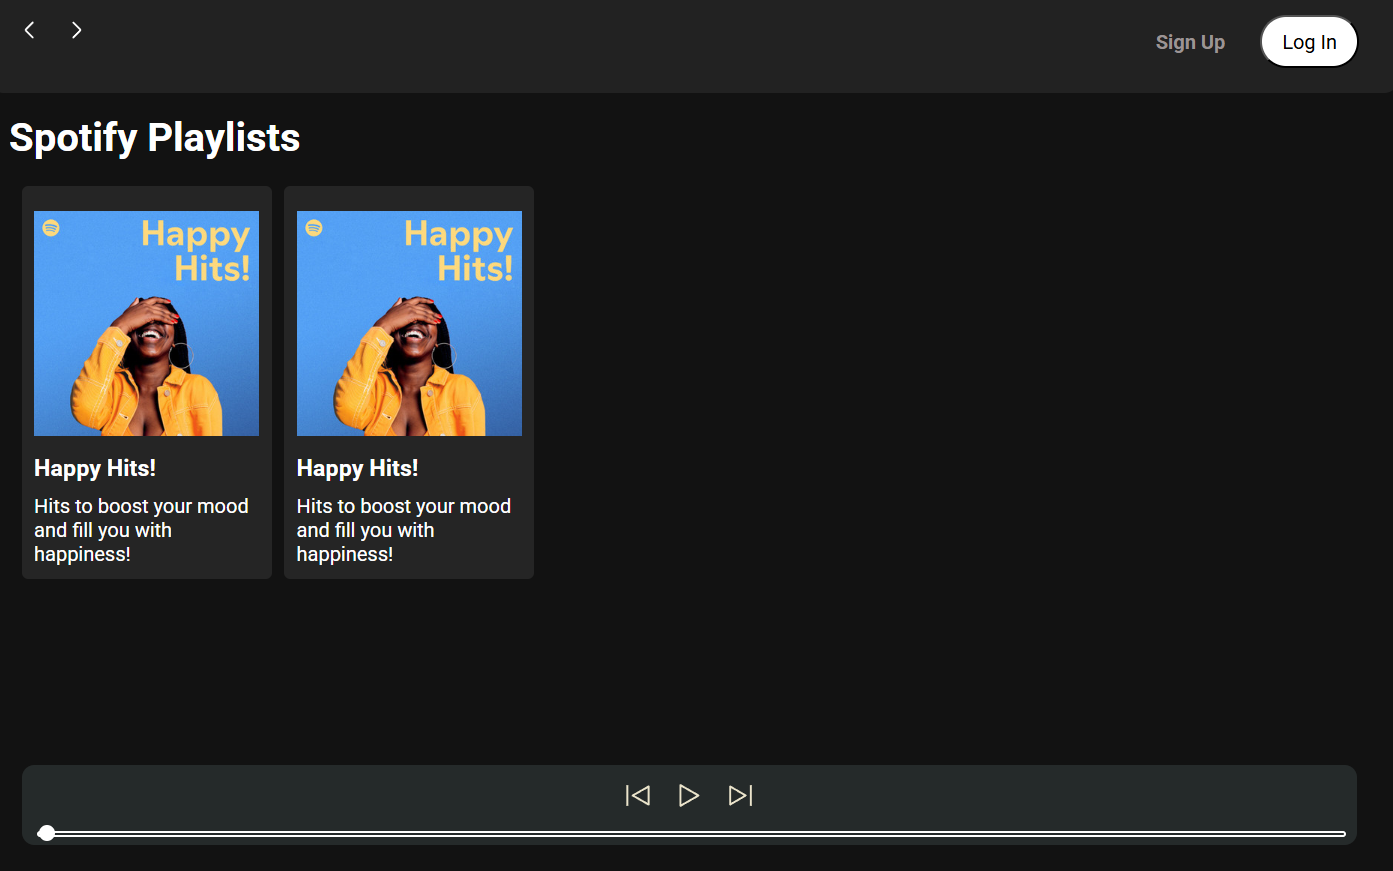 Sign Up
Log In
Spotify Playlists
Happy
Hits!
Happy Hits!
Hits to boost your mood
and fill you with
happiness!
Happy
Hits!
Happy Hits!
Hits to boost your mood
and fill you with
happiness!